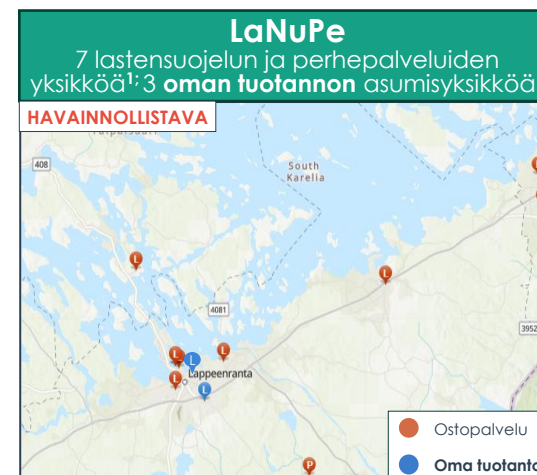 LaNuPe
7 lastensuojelun ja perhepalveluiden
yksikköä¹; 3 oman tuotannon asumisyksikköä
HAVAINNOLLISTAVA
408
South
Karelia
L
L
L
4081
3952
L
L
L
L
Lappeenranta
L
L
P
Ostopalvelu
Oma tuotanto